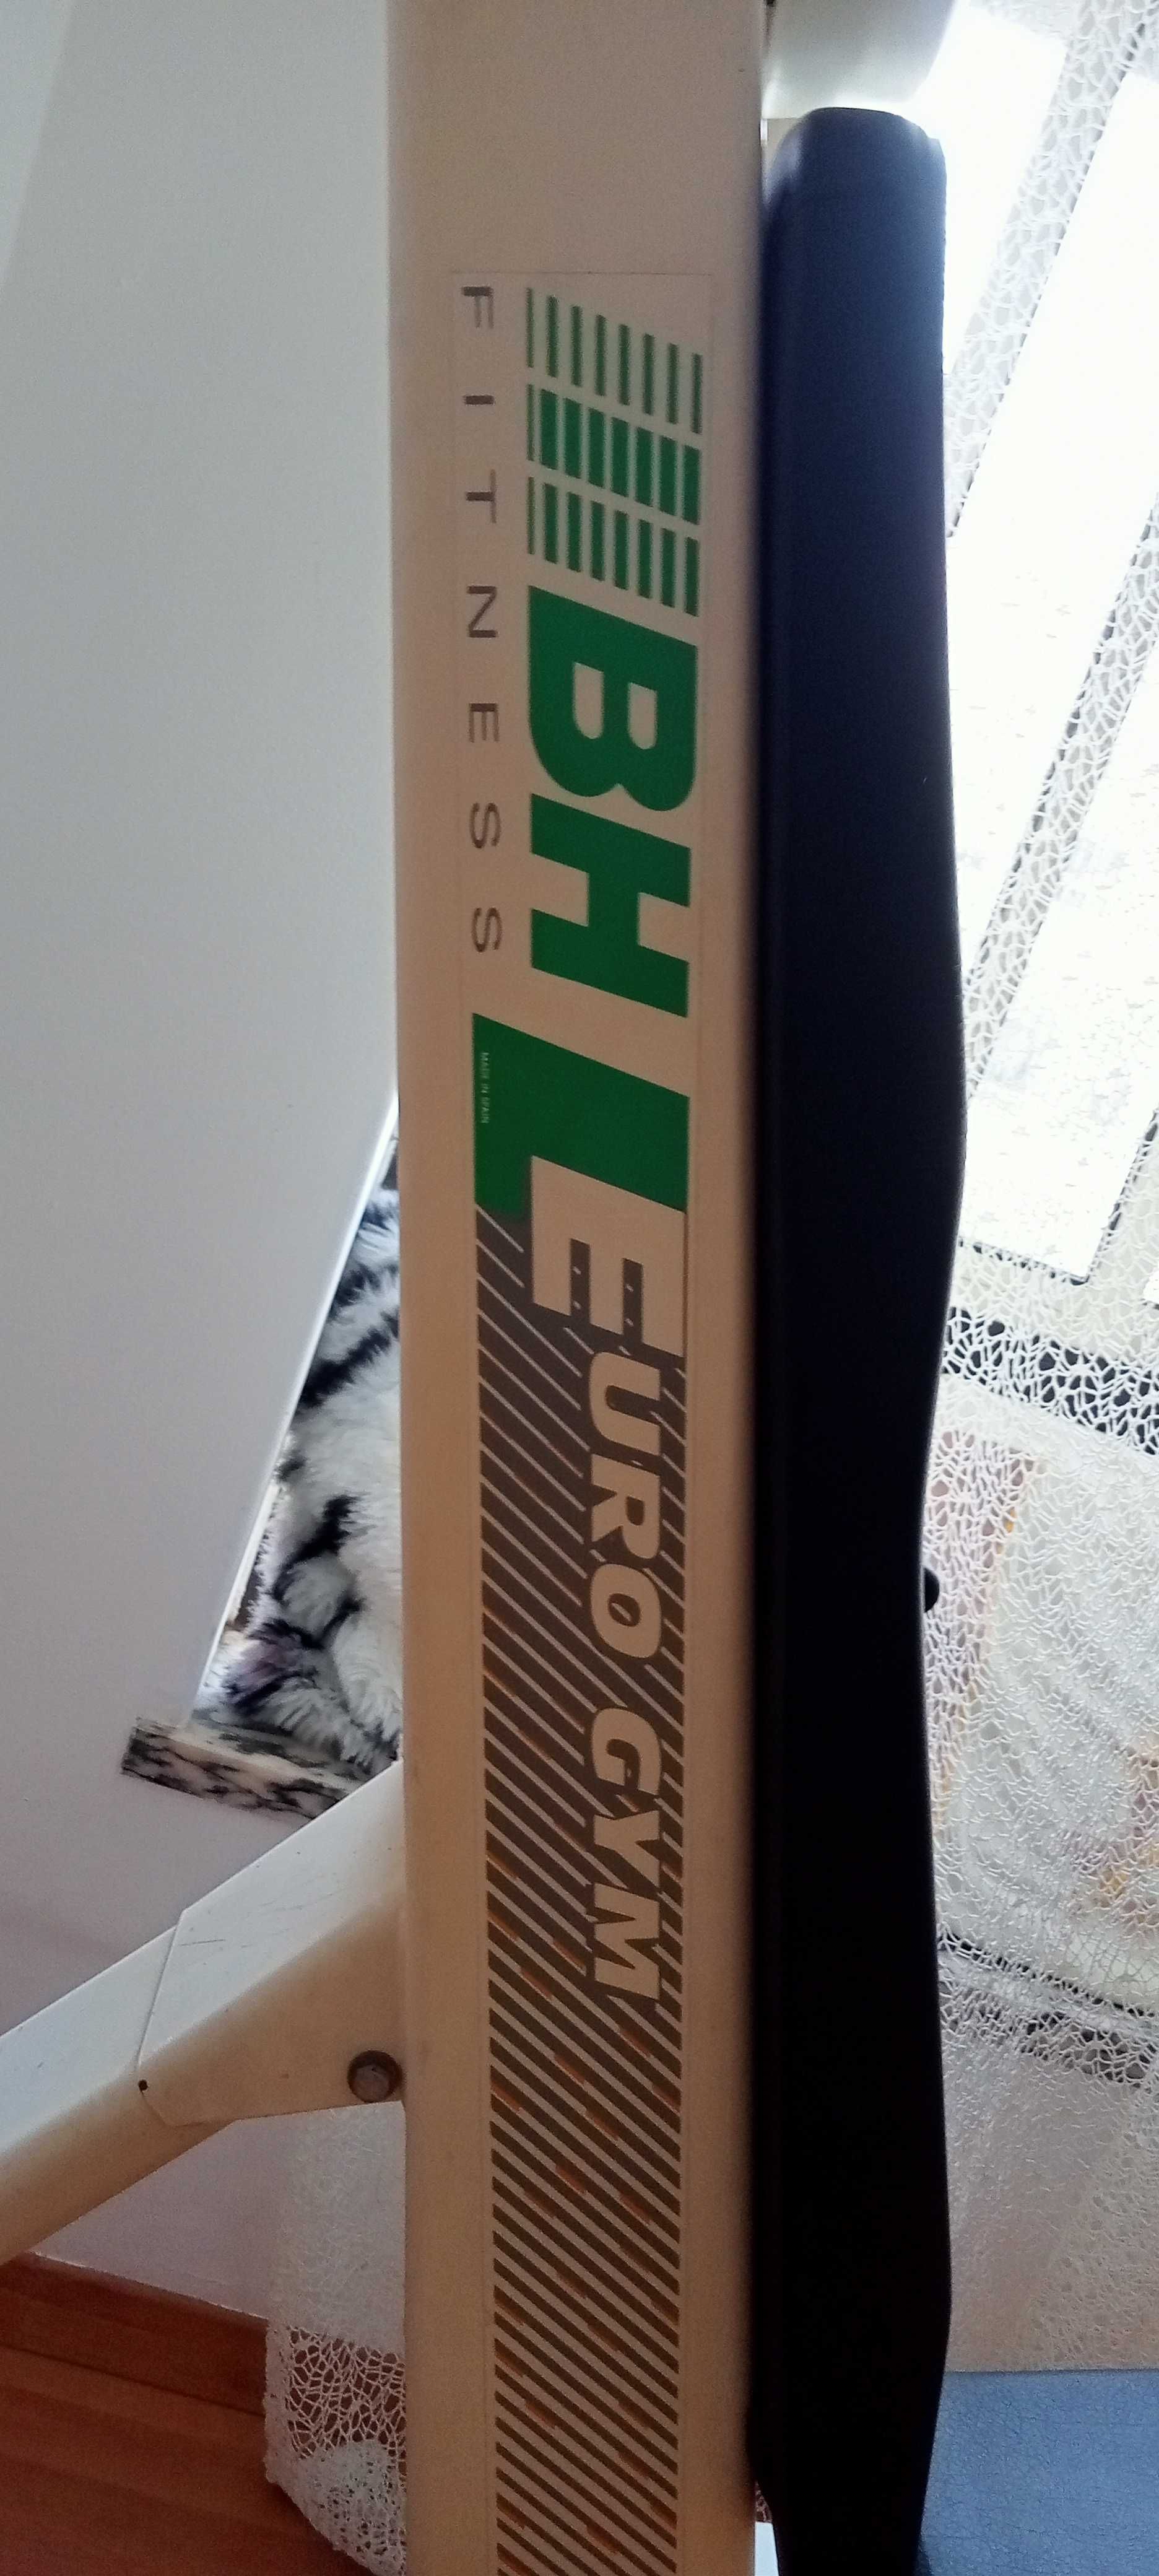 BH
FITNESS
MADE IN SPAIN
EURO GYM